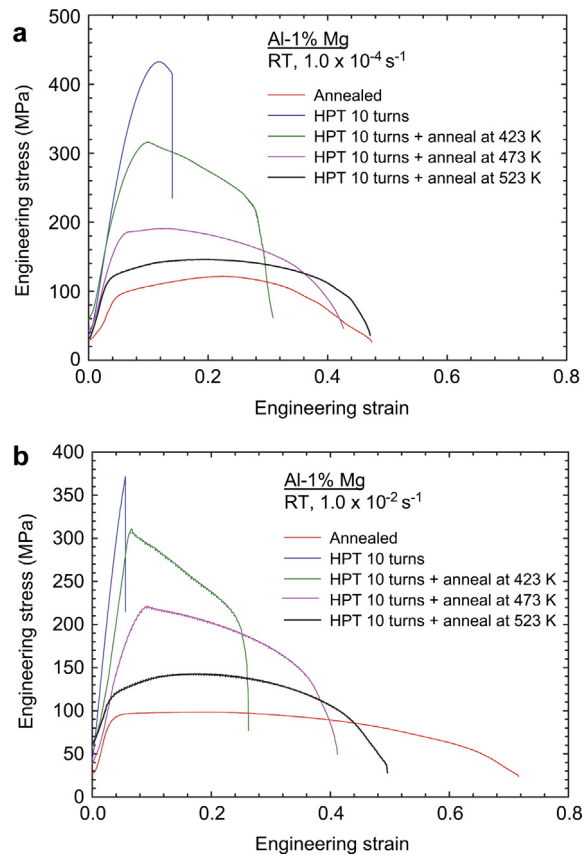 a
500
Al-1% Mg
RT, 1.0 x 10⁻⁴ s⁻¹
Annealed
HPT 10 turns
HPT 10 turns + anneal at 423 K
HPT 10 turns + anneal at 473 K
HPT 10 turns + anneal at 523 K
400
300
200
100
0
Engineering stress (MPa)
0.0 0.2 0.4 0.6 0.8
Engineering strain
b
400
Al-1% Mg
RT, 1.0 x 10⁻² s⁻¹
Annealed
HPT 10 turns
HPT 10 turns + anneal at 423 K
HPT 10 turns + anneal at 473 K
HPT 10 turns + anneal at 523 K
350
300
250
200
150
100
50
0
Engineering stress (MPa)
0.0 0.2 0.4 0.6 0.8
Engineering strain